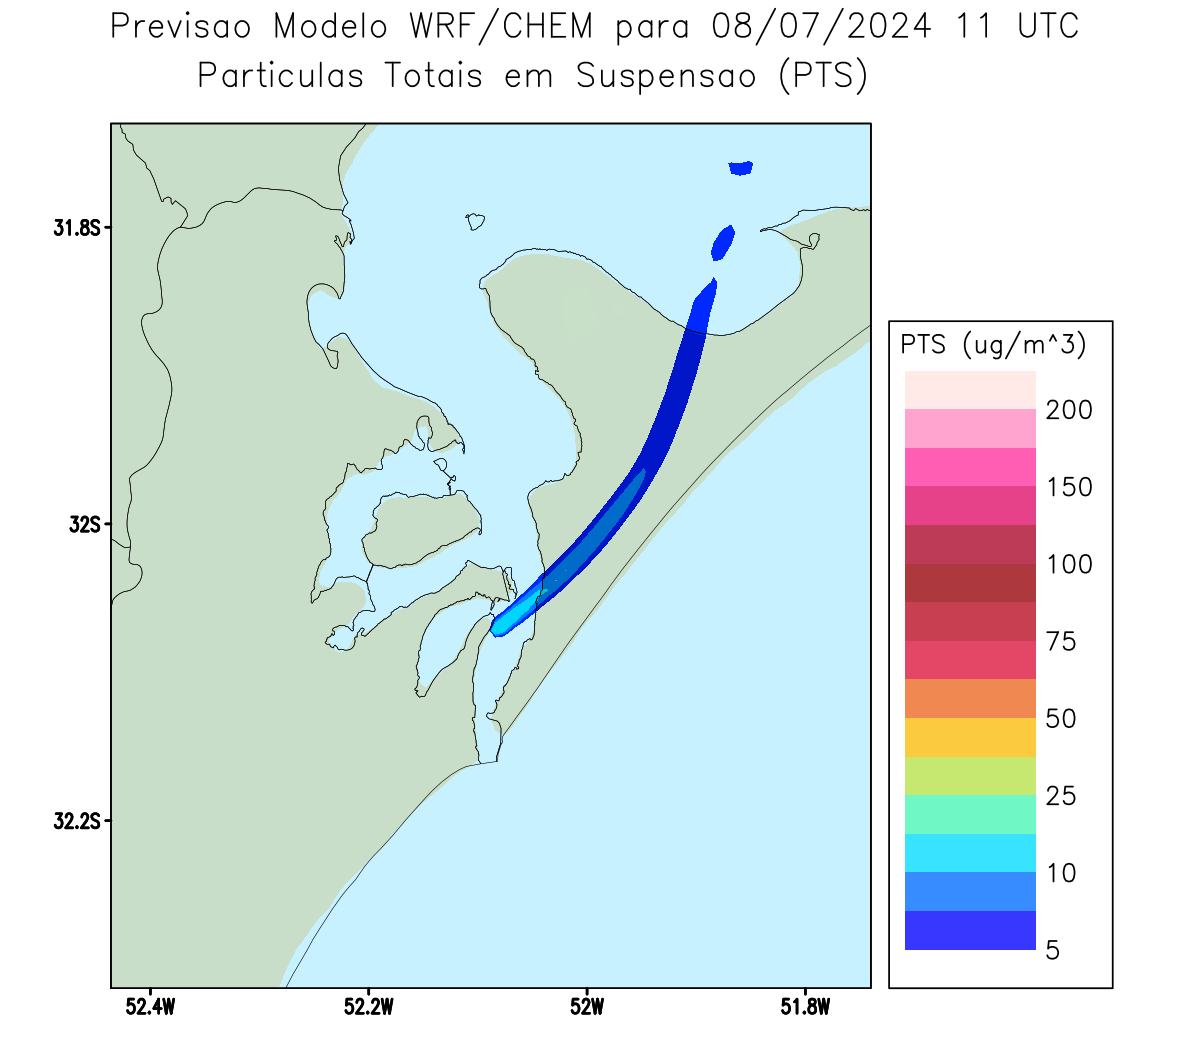 Previsao Modelo WRF/CHEM para 08/07/2024 11 UTC
Particulas Totais em Suspensao (PTS)
31.8S
32S
32.2S
52.4W
52.2W
52W
51.8W
PTS (ug/m^3)
200
150
100
75
50
25
10
5